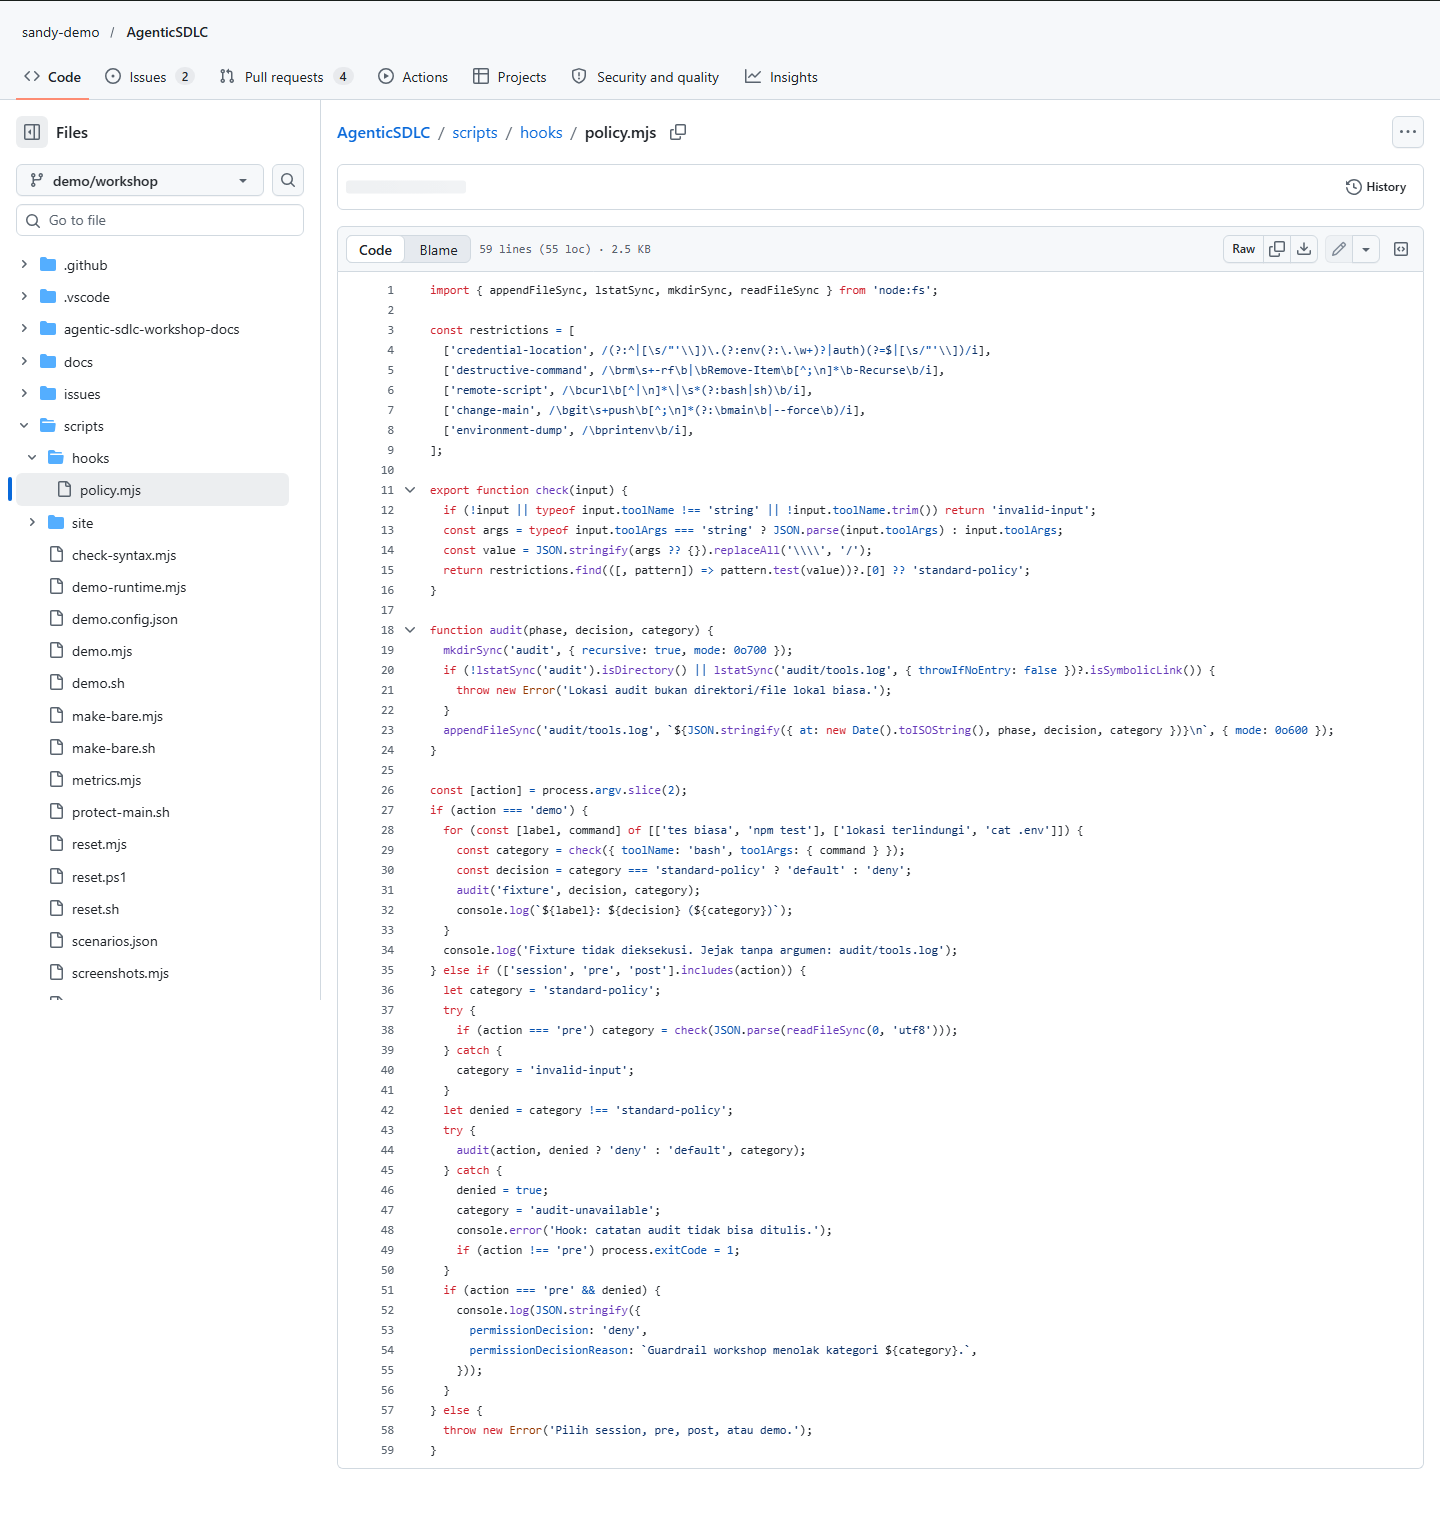 sandy-demo / AgenticSDLC
Code
Issues 2
Pull requests 4
Actions
Projects
Security and quality
Insights
Files
demo/workshop
Go to file
.github
.vscode
agentic-sdlc-workshop-docs
docs
issues
scripts
hooks
policy.mjs
site
check-syntax.mjs
demo-runtime.mjs
demo.config.json
demo.mjs
demo.sh
make-bare.mjs
make-bare.sh
metrics.mjs
protect-main.sh
reset.mjs
reset.ps1
reset.sh
scenarios.json
screenshots.mjs
AgenticSDLC / scripts / hooks / policy.mjs
History
Code Blame 59 lines (55 loc) · 2.5 KB Raw
1 import { appendFileSync, lstatSync, mkdirSync, readFileSync } from 'node:fs';
2
3 const restrictions = [
4 ['credential-location', /(?:^|[\s/"'\\])\.(?:env(?:\.\w+)?|auth)(?=$|[\s/"'\\])/i],
5 ['destructive-command', /\brm\s+-rf\b|\bRemove-Item\b[^;\n]*\b-Recurse\b/i],
6 ['remote-script', /\bcurl\b[^|\n]*\|\s*(?:bash|sh)\b/i],
7 ['change-main', /\bgit\s+push\b[^;\n]*(?:\bmain\b|--force\b)/i],
8 ['environment-dump', /\bprintenv\b/i],
9 ];
10
11 export function check(input) {
12 if (!input || typeof input.toolName !== 'string' || !input.toolName.trim()) return 'invalid-input';
13 const args = typeof input.toolArgs === 'string' ? JSON.parse(input.toolArgs) : input.toolArgs;
14 const value = JSON.stringify(args ?? {}).replaceAll('\\\\', '/');
15 return restrictions.find(([, pattern]) => pattern.test(value))?.[0] ?? 'standard-policy';
16 }
17
18 function audit(phase, decision, category) {
19 mkdirSync('audit', { recursive: true, mode: 0o700 });
20 if (!lstatSync('audit').isDirectory() || lstatSync('audit/tools.log', { throwIfNoEntry: false })?.isSymbolicLink()) {
21 throw new Error('Lokasi audit bukan direktori/file lokal biasa.');
22 }
23 appendFileSync('audit/tools.log', `${JSON.stringify({ at: new Date().toISOString(), phase, decision, category })}\n`, { mode: 0o600 });
24 }
25
26 const [action] = process.argv.slice(2);
27 if (action === 'demo') {
28 for (const [label, command] of [['tes biasa', 'npm test'], ['lokasi terlindungi', 'cat .env']]) {
29 const category = check({ toolName: 'bash', toolArgs: { command } });
30 const decision = category === 'standard-policy' ? 'default' : 'deny';
31 audit('fixture', decision, category);
32 console.log(`${label}: ${decision} (${category})`);
33 }
34 console.log('Fixture tidak dieksekusi. Jejak tanpa argumen: audit/tools.log');
35 } else if (['session', 'pre', 'post'].includes(action)) {
36 let category = 'standard-policy';
37 try {
38 if (action === 'pre') category = check(JSON.parse(readFileSync(0, 'utf8')));
39 } catch {
40 category = 'invalid-input';
41 }
42 let denied = category !== 'standard-policy';
43 try {
44 audit(action, denied ? 'deny' : 'default', category);
45 } catch {
46 denied = true;
47 category = 'audit-unavailable';
48 console.error('Hook: catatan audit tidak bisa ditulis.');
49 if (action !== 'pre') process.exitCode = 1;
50 }
51 if (action === 'pre' && denied) {
52 console.log(JSON.stringify({
53 permissionDecision: 'deny',
54 permissionDecisionReason: `Guardrail workshop menolak kategori ${category}.`,
55 }));
56 }
57 } else {
58 throw new Error('Pilih session, pre, post, atau demo.');
59 }